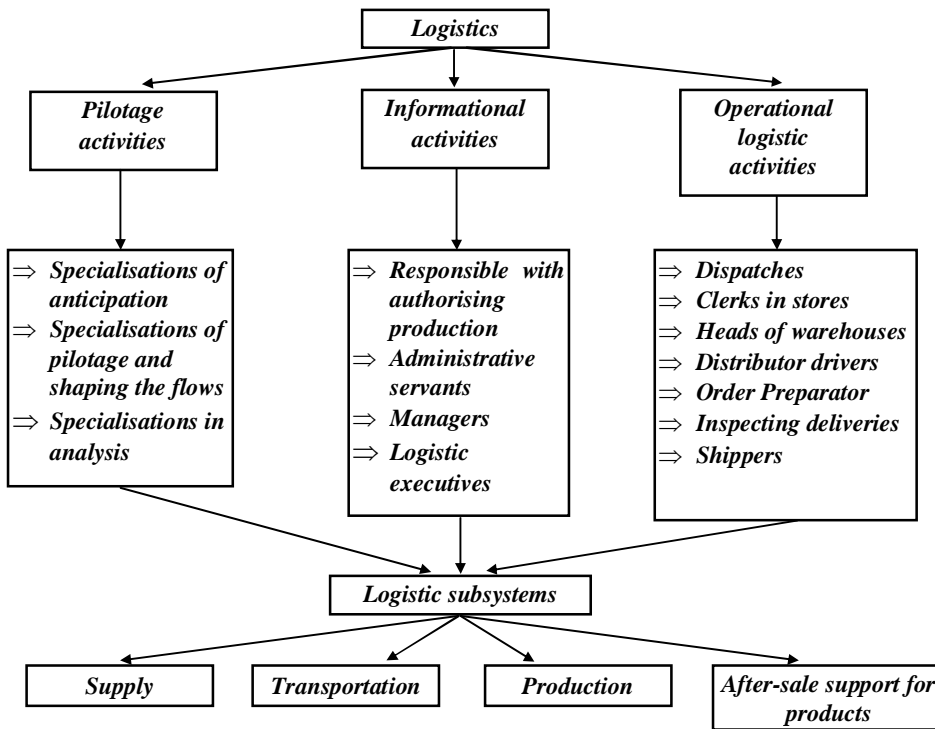 Logistics
Pilotage
activities
Informational
activities
Operational
logistic
activities
⇒ Specialisations of
anticipation
⇒ Specialisations of
pilotage and
shaping the flows
⇒ Specialisations in
analysis
⇒ Responsible with
authorising
production
⇒ Administrative
servants
⇒ Managers
⇒ Logistic
executives
⇒ Dispatches
⇒ Clerks in stores
⇒ Heads of warehouses
⇒ Distributor drivers
⇒ Order Preparator
⇒ Inspecting deliveries
⇒ Shippers
Logistic subsystems
Supply
Transportation
Production
After-sale support for
products